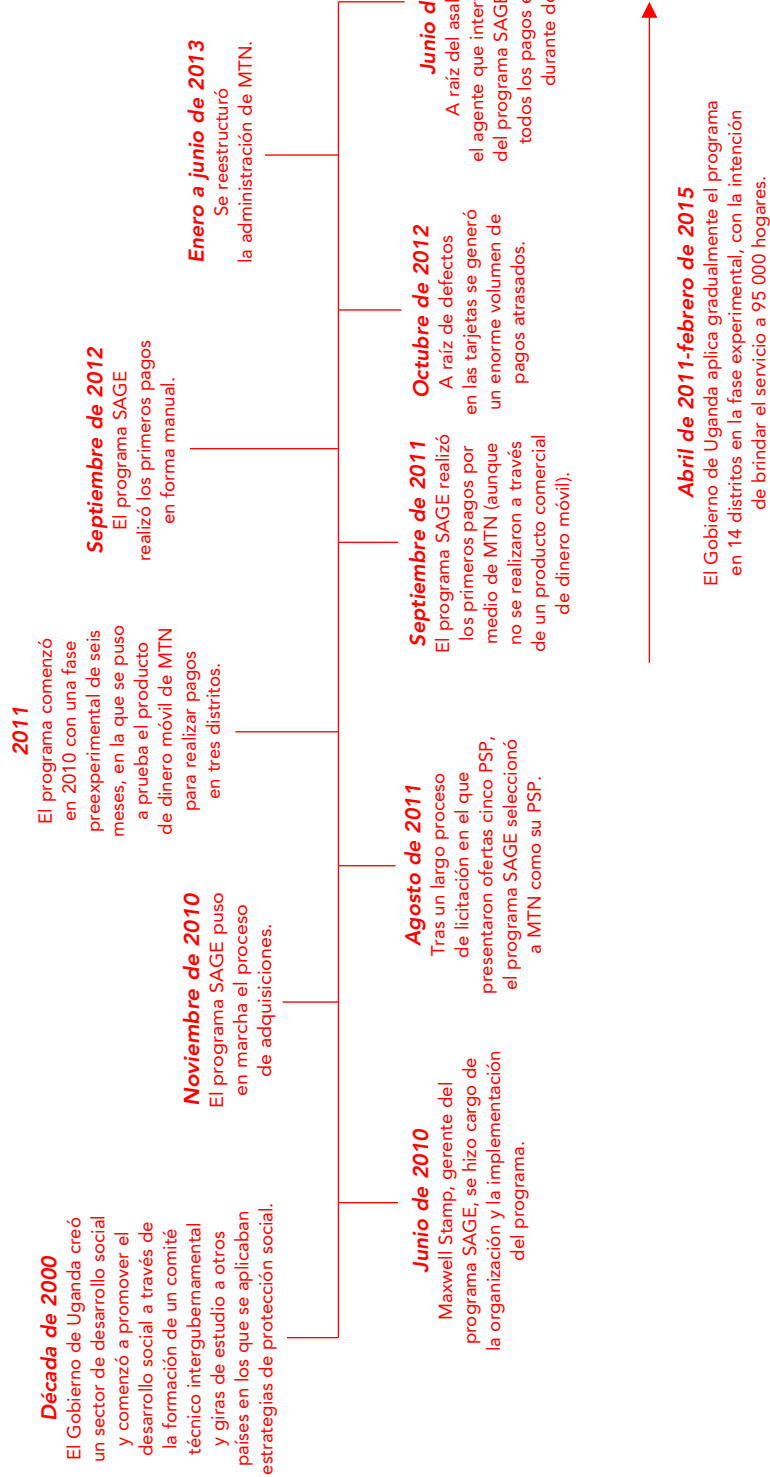 Década de 2000
El Gobierno de Uganda creó
un sector de desarrollo social
y comenzó a promover el
desarrollo social a través de
la formación de un comité
técnico intergubernamental
y giras de estudio a otros
países en los que se aplicaban
estrategias de protección social.
Junio de 2010
Maxwell Stamp, gerente del
programa SAGE, se hizo cargo de
la organización y la implementación
del programa.
Noviembre de 2010
El programa SAGE puso
en marcha el proceso
de adquisiciones.
Agosto de 2011
Tras un largo proceso
de licitación en el que
presentaron ofertas cinco PSP,
el programa SAGE seleccionó
a MTN como su PSP.
2011
El programa comenzó
en 2010 con una fase
preexperimental de seis
meses, en la que se puso
a prueba el producto
de dinero móvil de MTN
para realizar pagos
en tres distritos.
Septiembre de 2011
El programa SAGE realizó
los primeros pagos por
medio de MTN (aunque
no se realizaron a través
de un producto comercial
de dinero móvil).
Septiembre de 2012
El programa SAGE
realizó los primeros pagos
en forma manual.
Octubre de 2012
A raíz de defectos
en las tarjetas se generó
un enorme volumen de
pagos atrasados.
Enero a junio de 2013
Se reestructuró
la administración de MTN.
Junio d
A raíz del asal
el agente que inter
del programa SAGE
todos los pagos e
durante do
Abril de 2011-febrero de 2015
El Gobierno de Uganda aplica gradualmente el programa
en 14 distritos en la fase experimental, con la intención
de brindar el servicio a 95 000 hogares.